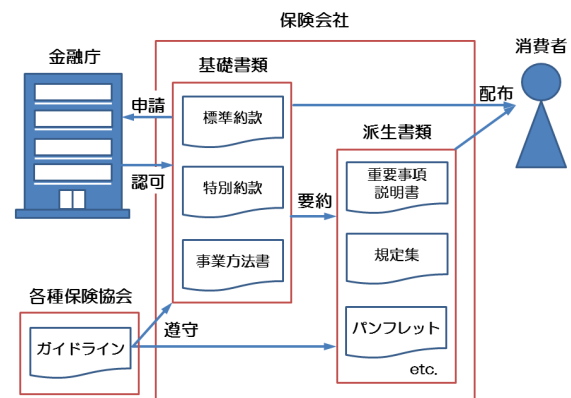 保険会社
金融庁
消費者
基礎書類
申請
標準約款
配布
派生書類
認可
特別約款
重要事項
説明書
要約
事業方法書
規定集
各種保険協会
遵守
ガイドライン
パンフレット
etc.